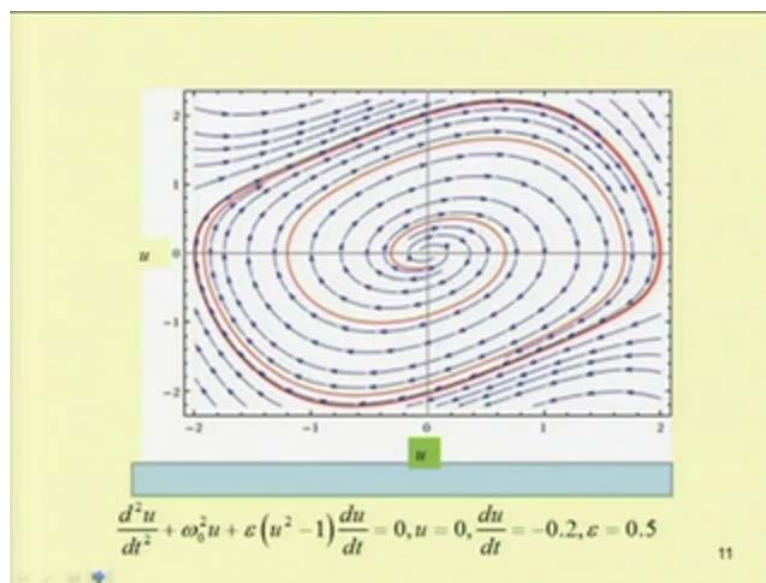 2
1
u 0
-1
-2
-2 -1 0 1 2
u
d²u/dt² + ω₀²u + ε(u² − 1) du/dt = 0, u = 0, du/dt = −0.2, ε = 0.5
11